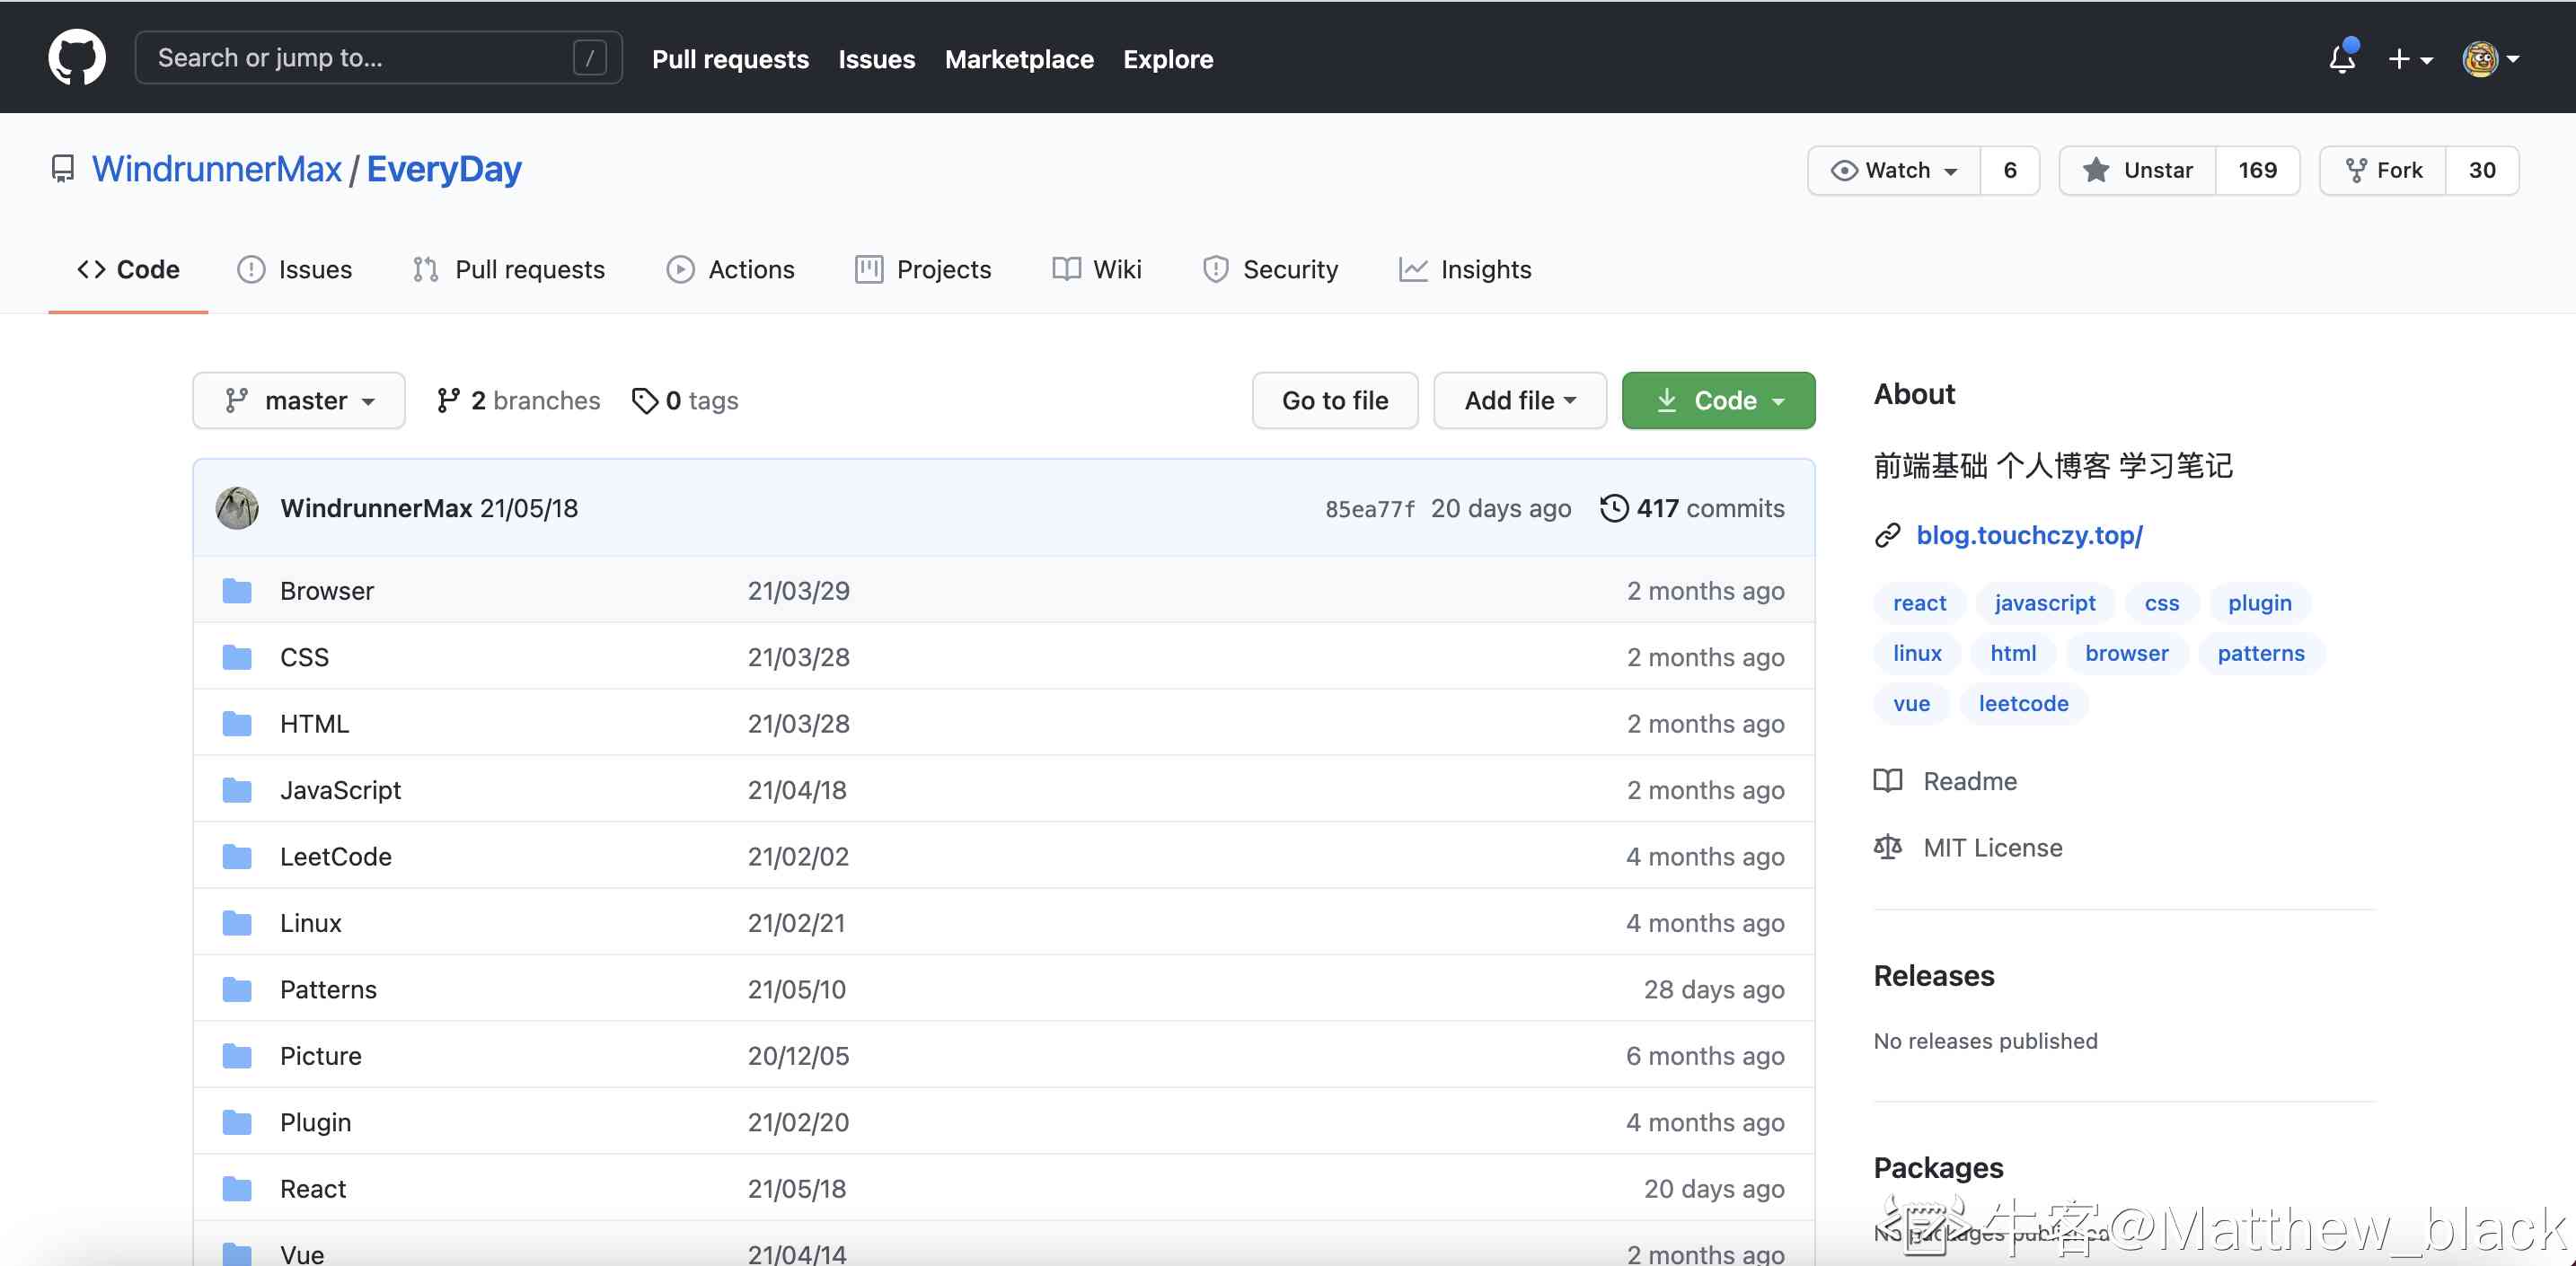 Search or jump to... / Pull requests Issues Marketplace Explore
WindrunnerMax / EveryDay Watch 6 Unstar 169 Fork 30
Code Issues Pull requests Actions Projects Wiki Security Insights
master 2 branches 0 tags Go to file Add file Code
WindrunnerMax 21/05/18 85ea77f 20 days ago 417 commits
Browser 21/03/29 2 months ago
CSS 21/03/28 2 months ago
HTML 21/03/28 2 months ago
JavaScript 21/04/18 2 months ago
LeetCode 21/02/02 4 months ago
Linux 21/02/21 4 months ago
Patterns 21/05/10 28 days ago
Picture 20/12/05 6 months ago
Plugin 21/02/20 4 months ago
React 21/05/18 20 days ago
Vue 21/04/14 2 months ago
About
前端基础 个人博客 学习笔记
blog.touchczy.top/
react javascript css plugin
linux html browser patterns
vue leetcode
Readme
MIT License
Releases
No releases published
Packages
No packages published
牛客@Matthew_black